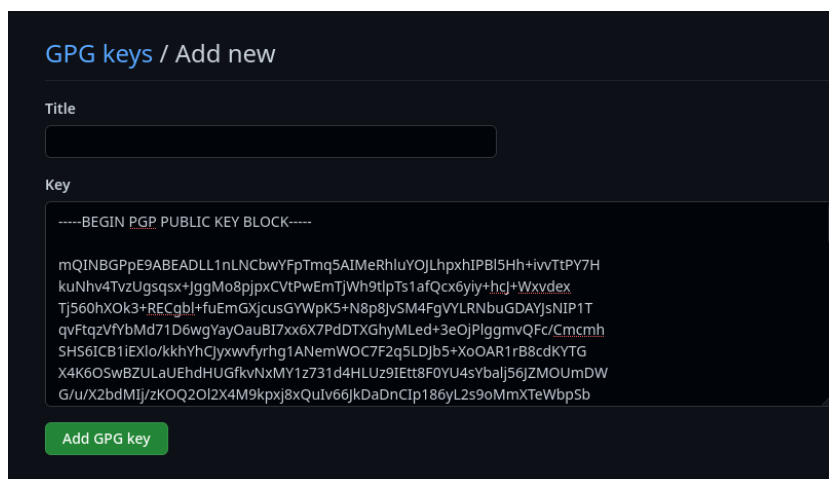 GPG keys / Add new
Title
Key
-----BEGIN PGP PUBLIC KEY BLOCK-----
mQINBGPpE9ABEADLL1nLNCbwYFpTmq5AIMeRhluYOJLhpxhIPBl5Hh+ivvTtPY7H
kuNhv4TvzUgsqsx+JggMo8pjpxCVtPwEmTjWh9tlpTs1afQcx6yiy+hcJ+Wxvdex
Tj560hXOk3+RECgbl+fuEmGXjcusGYWpK5+N8p8JvSM4FgVYLRNbuGDAYJsNIP1T
qvFtqzVfYbMd71D6wgYayOauBI7xx6X7PdDTXGhyMLed+3eOjPlggmvQFc/Cmcmh
SHS6ICB1iEXlo/kkhYhCJyxwvfyrhg1ANemWOC7F2q5LDJb5+XoOAR1rB8cdKYTG
X4K6OSwBZULaUEhdHUGfkvNxMY1z731d4HLUz9IEtt8F0YU4sYbalj56JZMOUmDW
G/u/X2bdMIj/zKOQ2Ol2X4M9kpxj8xQuIv66JkDaDnCIp186yL2s9oMmXTeWbpSb
Add GPG key